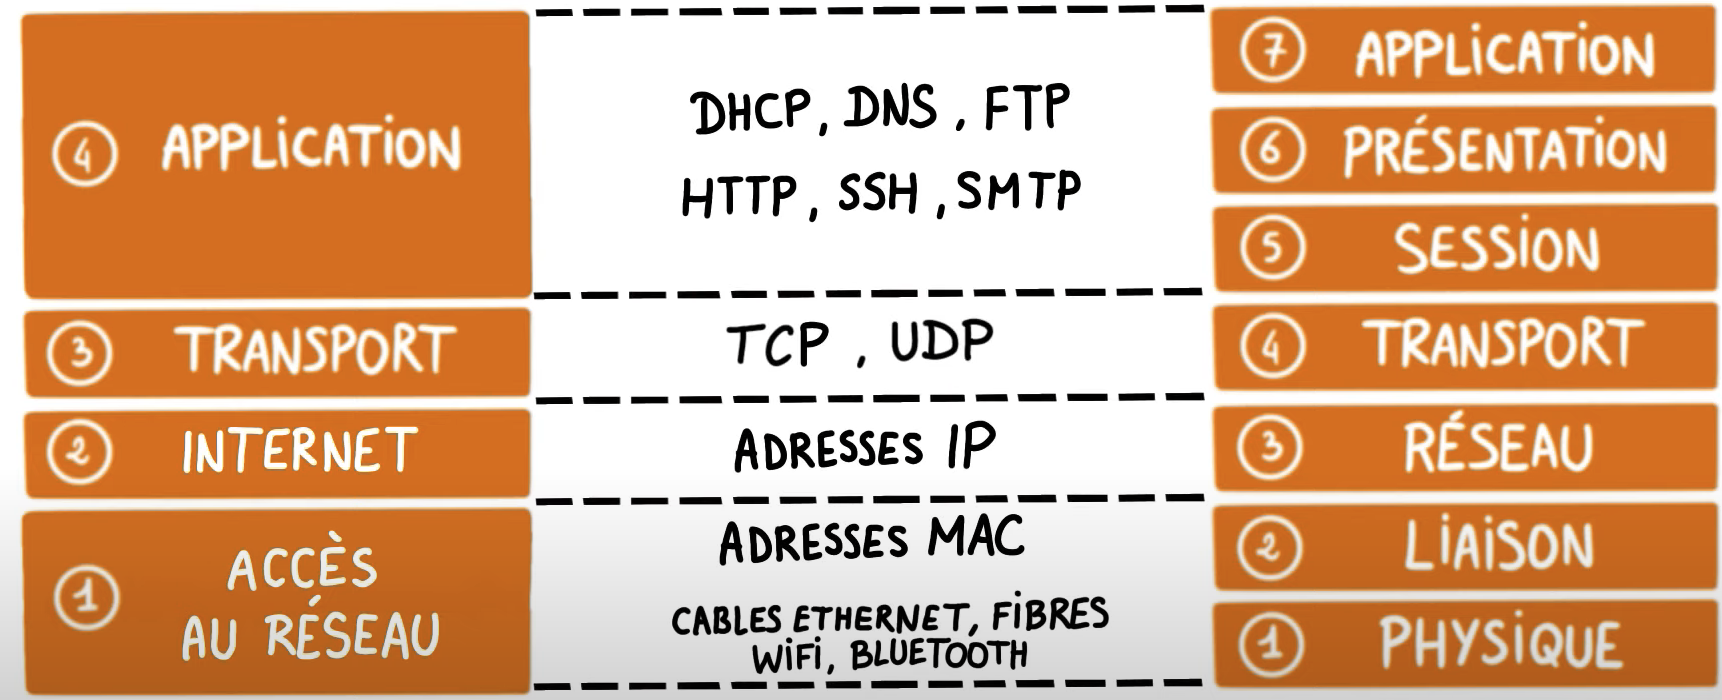 4 APPLiCATiON
3 TRANSPORT
2 INTERNET
1 ACCÈS
AU RÉSEAU
DHCP, DNS, FTP
HTTP, SSH, SMTP
TCP, UDP
ADRESSES IP
ADRESSES MAC
CABLES ETHERNET, FiBRES
WiFi, BLUETOOTH
7 APPLiCATiON
6 PRÉSENTATiON
5 SESSiON
4 TRANSPORT
3 RÉSEAU
2 LiAiSON
1 PHYSiQUE